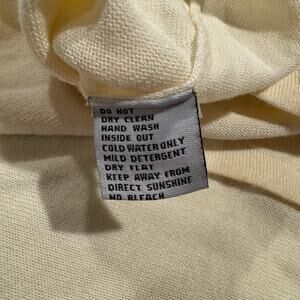 DO NOT
DRY CLEAN
HAND WASH
INSIDE OUT
COLD WATER ONLY
MILD DETERGENT
DRY FLAT
KEEP AWAY FROM
DIRECT SUNSHINE
NO BLEACH